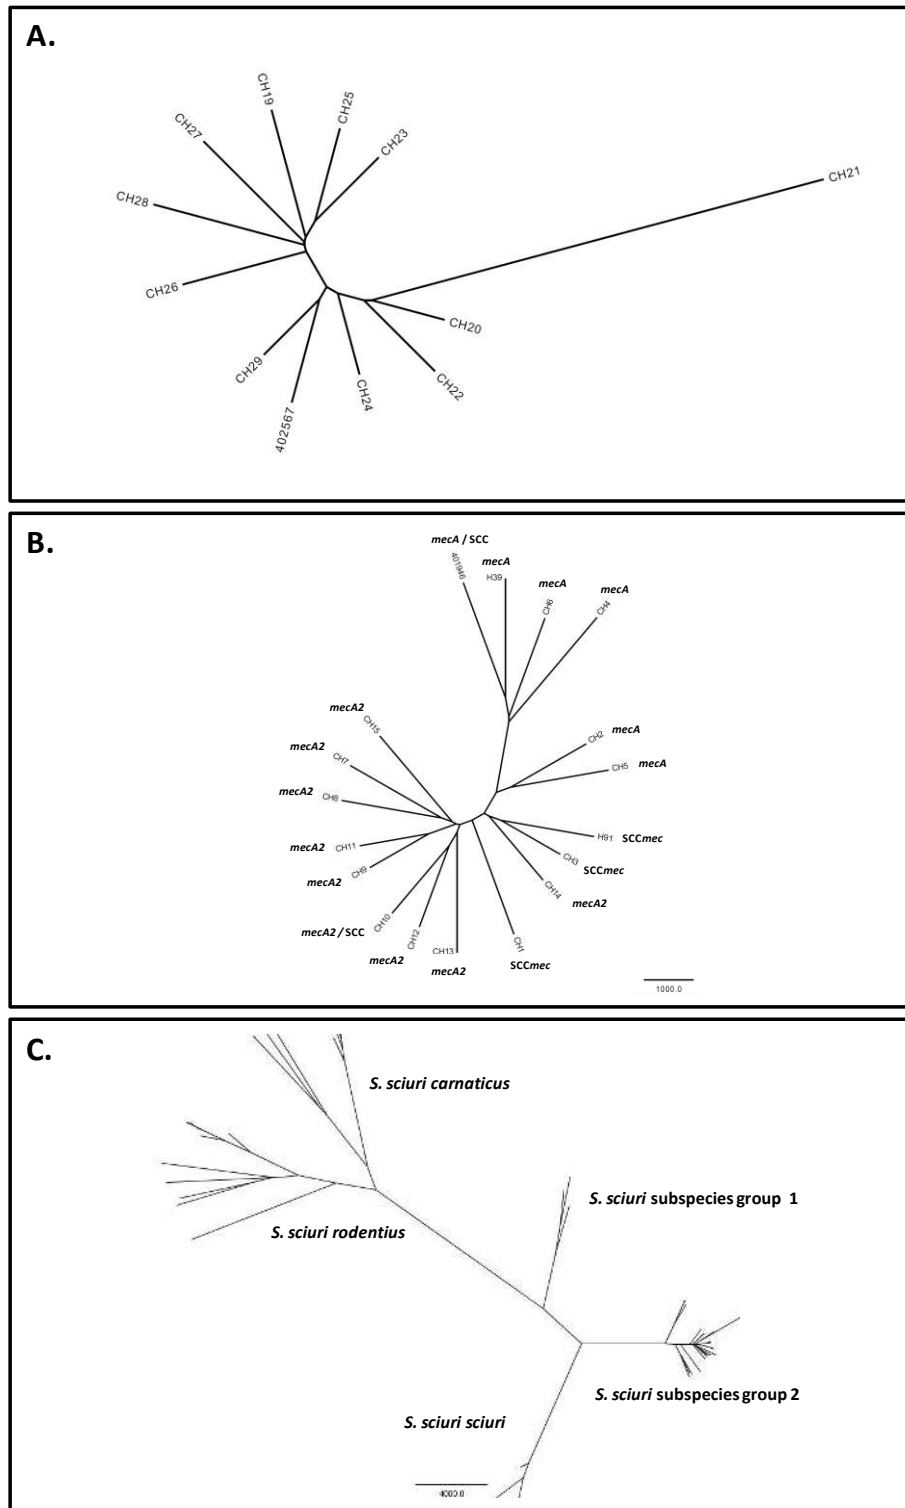 A.
CH19
CH25
CH27
CH23
CH21
CH28
CH26
CH20
CH29
CH24
CH22
402567
B.
mecA / SCC
mecA
401946
H39
mecA
CH6
mecA
CH4
mecA2
CH15
CH2
mecA
mecA2
CH7
CH5
mecA
mecA2
CH8
H91
SCCmec
mecA2
CH11
CH3
SCCmec
CH9
mecA2
CH14
mecA2
mecA2 / SCC
CH10
CH12
mecA2
CH13
mecA2
CH1
SCCmec
1000.0
C.
S. sciuri carnaticus
S. sciuri subspecies group 1
S. sciuri rodentius
S. sciuri subspecies group 2
S. sciuri sciuri
4000.0